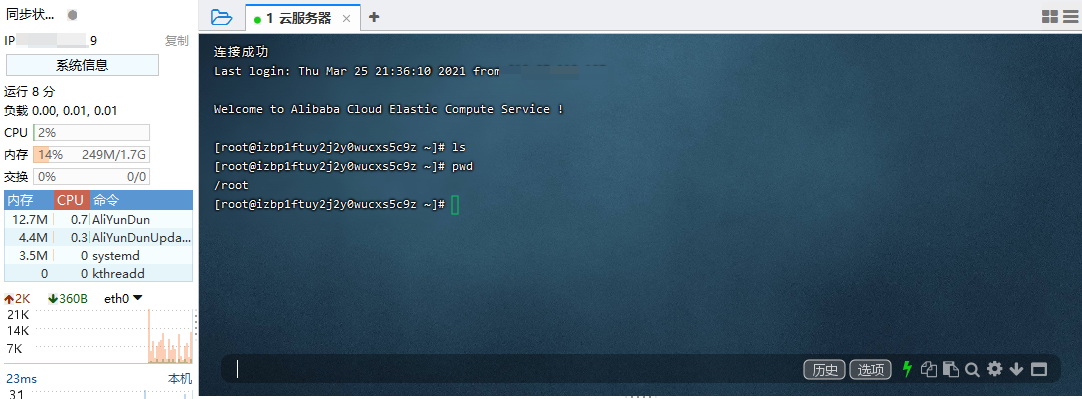 同步状...
IP 9 复制
系统信息
运行 8 分
负载 0.00, 0.01, 0.01
CPU 2%
内存 14% 249M/1.7G
交换 0% 0/0
内存 CPU 命令
12.7M 0.7 AliYunDun
4.4M 0.3 AliYunDunUpda...
3.5M 0 systemd
0 0 kthreadd
2K 360B eth0
21K
14K
7K
23ms 本机
31
1 云服务器
连接成功
Last login: Thu Mar 25 21:36:10 2021 from
Welcome to Alibaba Cloud Elastic Compute Service !
[root@izbp1ftuy2j2y0wucxs5c9z ~]# ls
[root@izbp1ftuy2j2y0wucxs5c9z ~]# pwd
/root
[root@izbp1ftuy2j2y0wucxs5c9z ~]#
历史 选项